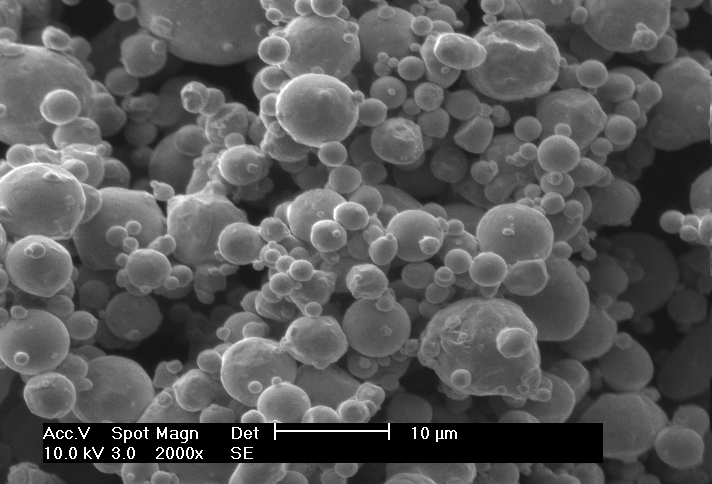 Acc.V Spot Magn Det 10 µm
10.0 kV 3.0 2000x SE